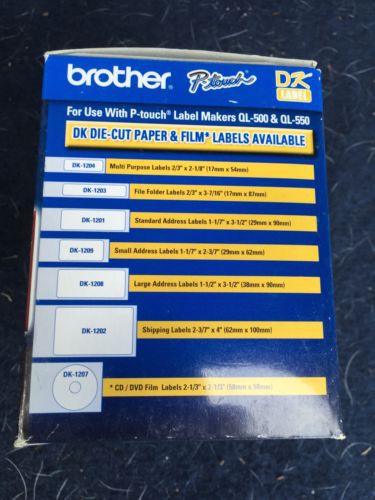 brother P-touch DK
LABEL
For Use With P-touch® Label Makers QL-500 & QL-550
DK DIE-CUT PAPER & FILM* LABELS AVAILABLE
DK-1204 Multi Purpose Labels 2/3" x 2-1/8" (17mm x 54mm)
DK-1203 File Folder Labels 2/3" x 3-7/16" (17mm x 87mm)
DK-1201 Standard Address Labels 1-1/7" x 3-1/2" (29mm x 90mm)
DK-1209 Small Address Labels 1-1/7" x 2-3/7" (29mm x 62mm)
DK-1208 Large Address Labels 1-1/2" x 3-1/2" (38mm x 90mm)
DK-1202 Shipping Labels 2-3/7" x 4" (62mm x 100mm)
DK-1207 * CD / DVD Film Labels 2-1/3" x 2-1/3" (58mm x 58mm)